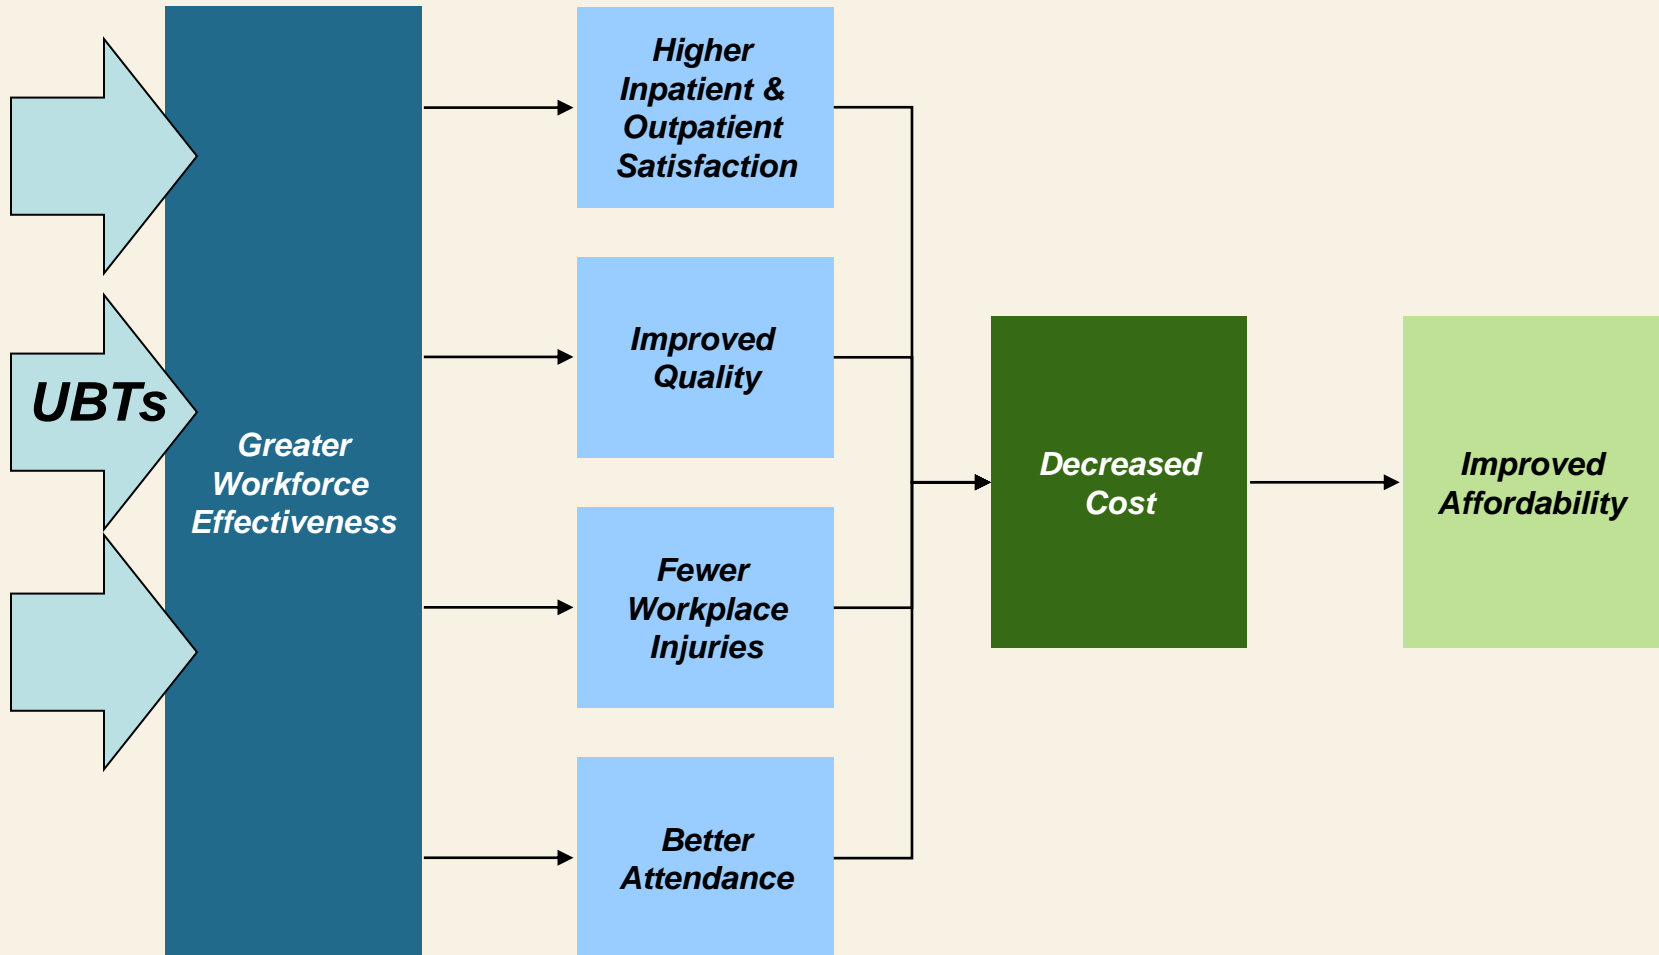 UBTs
Greater
Workforce
Effectiveness
Higher
Inpatient &
Outpatient
Satisfaction
Improved
Quality
Fewer
Workplace
Injuries
Better
Attendance
Decreased
Cost
Improved
Affordability